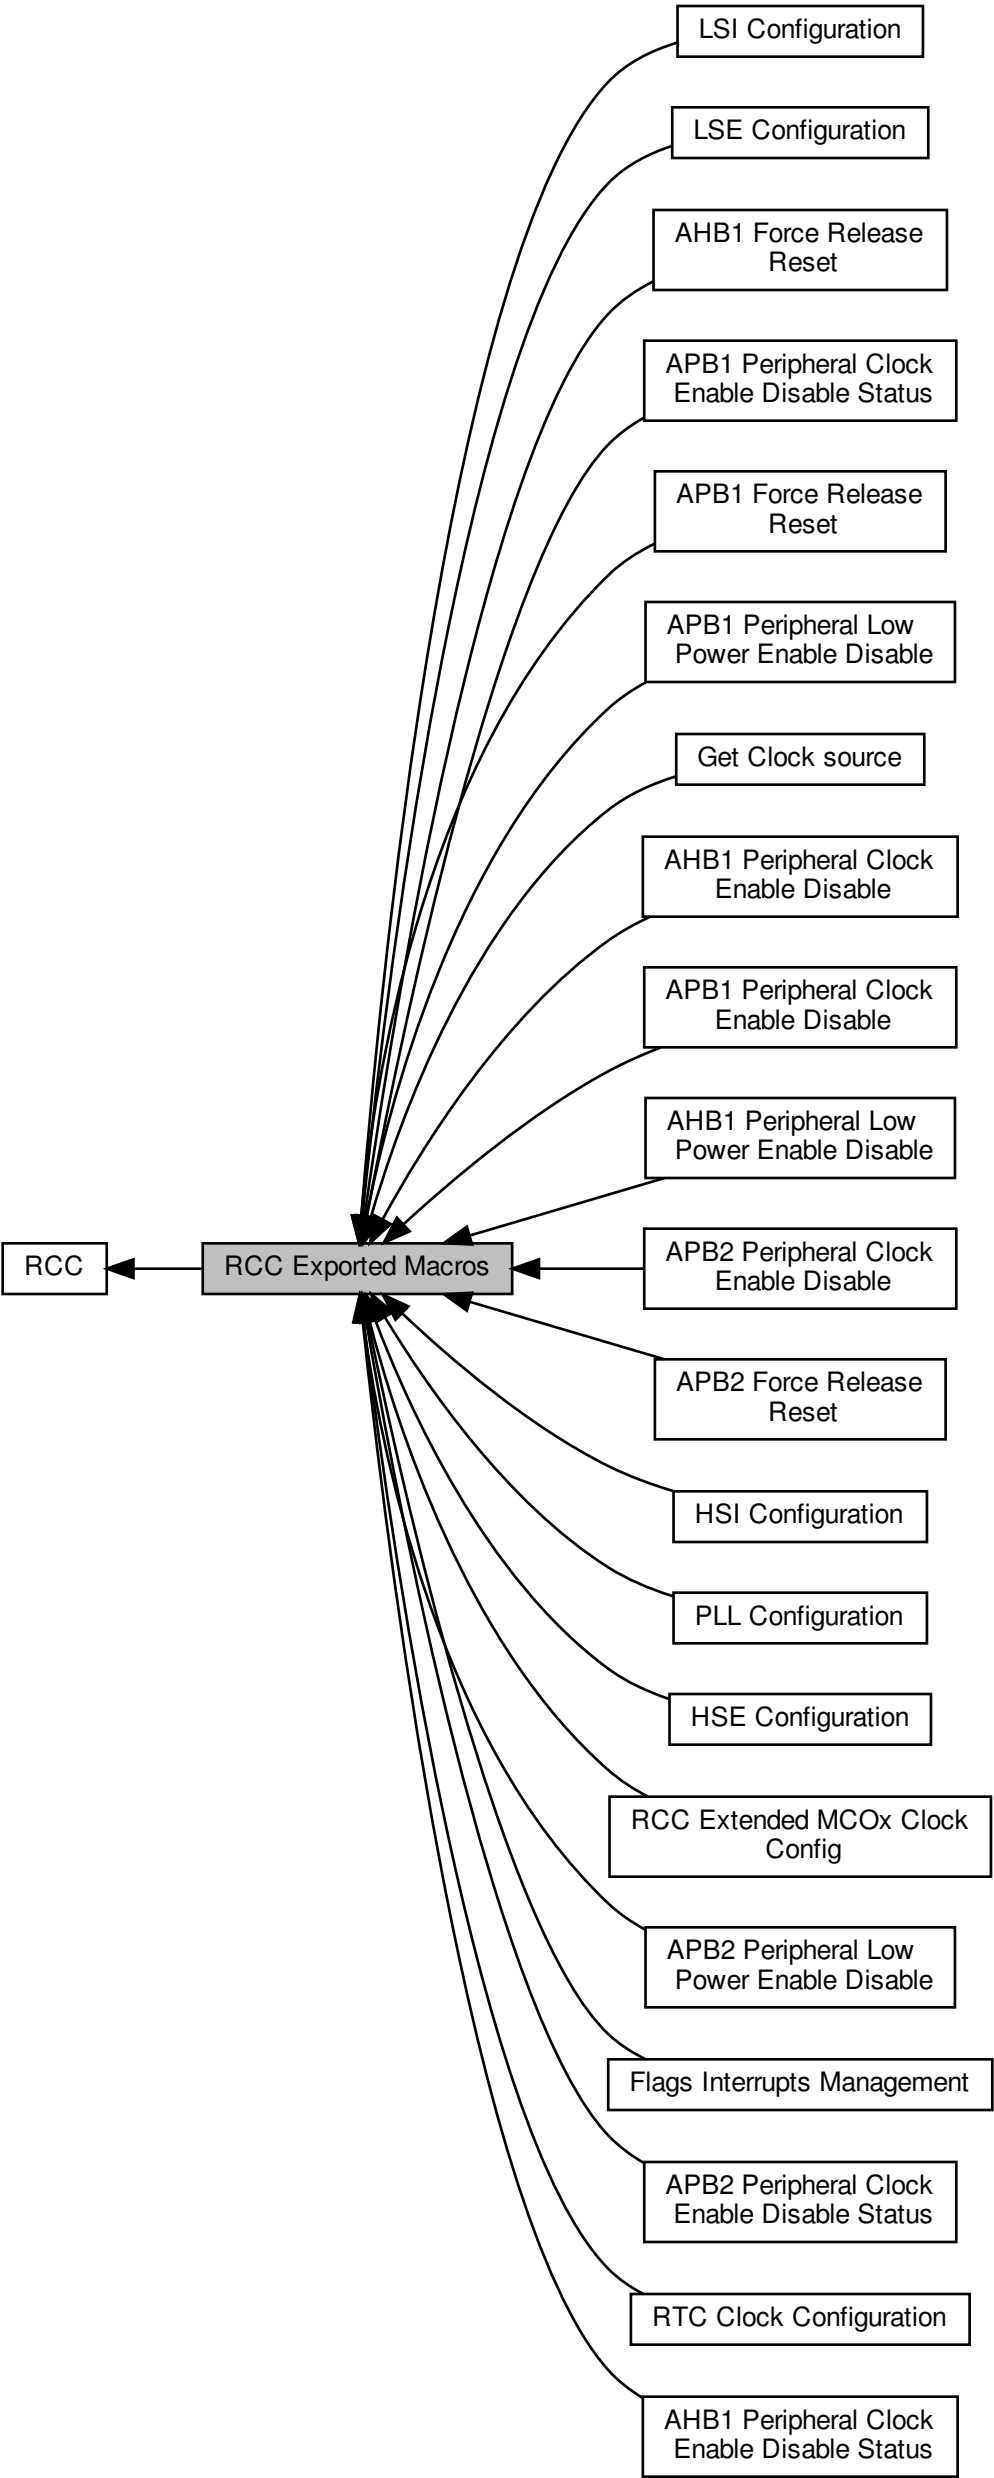 LSI Configuration
LSE Configuration
AHB1 Force Release
Reset
APB1 Peripheral Clock
Enable Disable Status
APB1 Force Release
Reset
APB1 Peripheral Low
Power Enable Disable
Get Clock source
AHB1 Peripheral Clock
Enable Disable
APB1 Peripheral Clock
Enable Disable
AHB1 Peripheral Low
Power Enable Disable
RCC
RCC Exported Macros
APB2 Peripheral Clock
Enable Disable
APB2 Force Release
Reset
HSI Configuration
PLL Configuration
HSE Configuration
RCC Extended MCOx Clock
Config
APB2 Peripheral Low
Power Enable Disable
Flags Interrupts Management
APB2 Peripheral Clock
Enable Disable Status
RTC Clock Configuration
AHB1 Peripheral Clock
Enable Disable Status